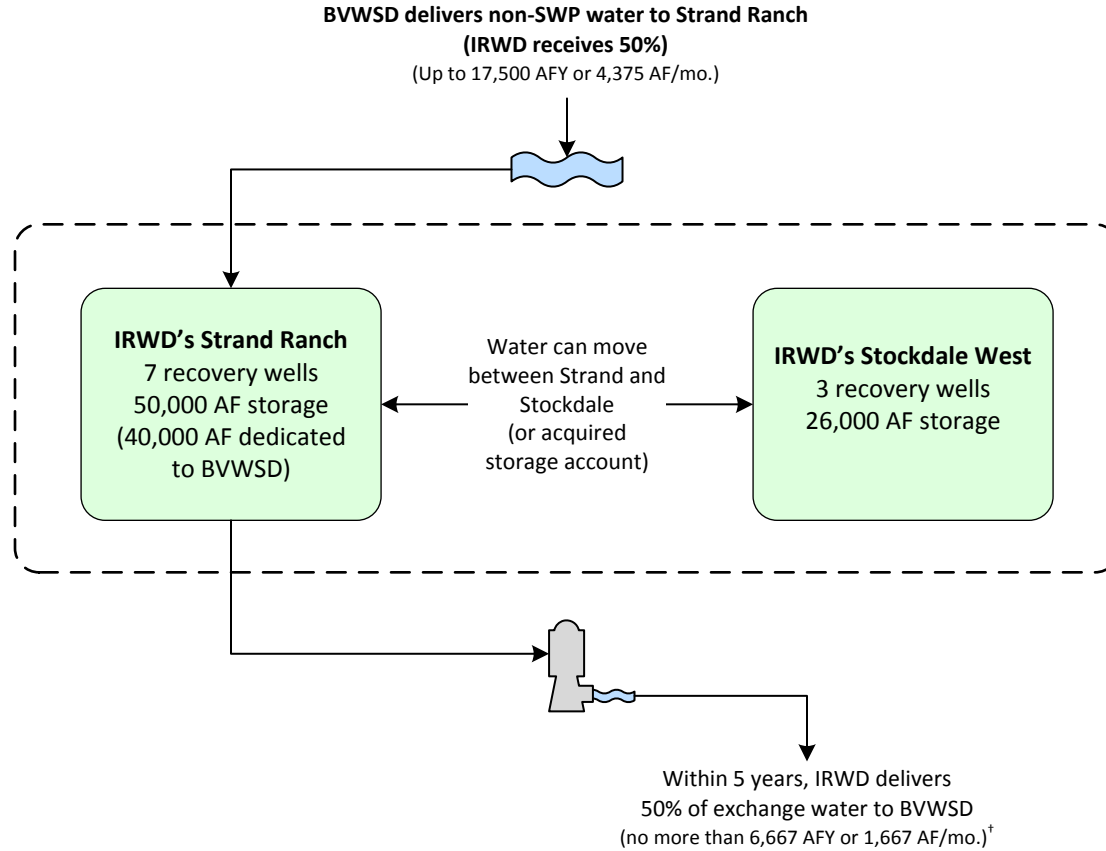 BVWSD delivers non-SWP water to Strand Ranch
(IRWD receives 50%)
(Up to 17,500 AFY or 4,375 AF/mo.)
IRWD’s Strand Ranch
7 recovery wells
50,000 AF storage
(40,000 AF dedicated
to BVWSD)
Water can move
between Strand and
Stockdale
(or acquired
storage account)
IRWD’s Stockdale West
3 recovery wells
26,000 AF storage
Within 5 years, IRWD delivers
50% of exchange water to BVWSD
(no more than 6,667 AFY or 1,667 AF/mo.)†